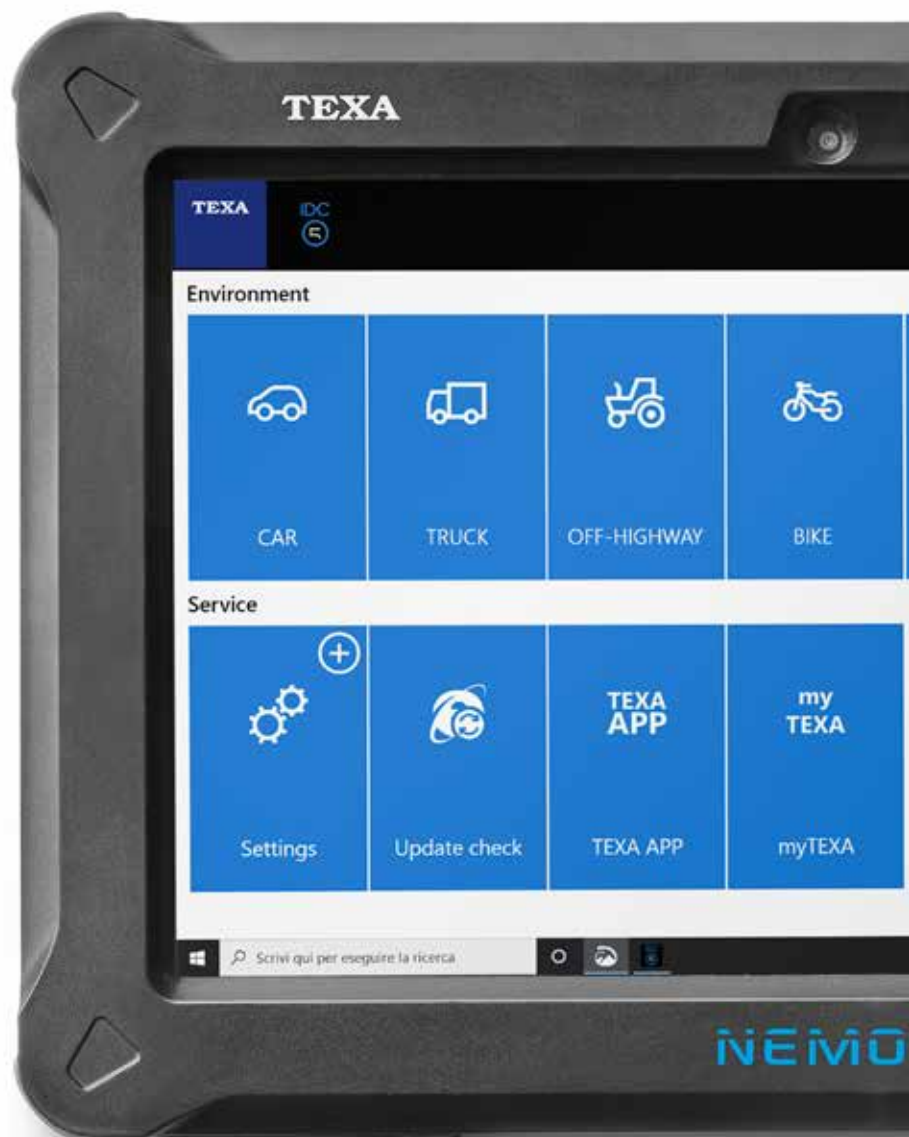 TEXA
TEXA
IDC
5
Environment
CAR
TRUCK
OFF-HIGHWAY
BIKE
Service
TEXA
APP
my
TEXA
Settings
Update check
TEXA APP
myTEXA
Scrivi qui per eseguire la ricerca
NEMO